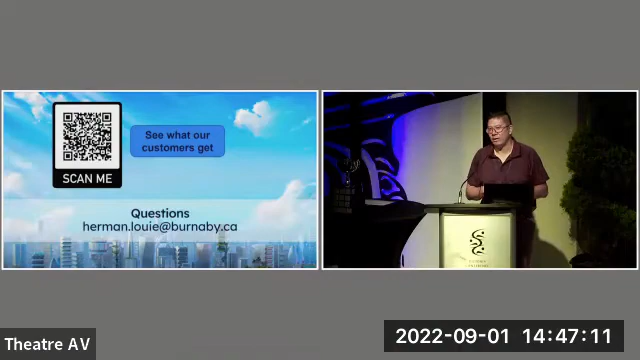 See what our
customers get
SCAN ME
Questions
herman.louie@burnaby.ca
Theatre AV
2022-09-01 14:47:11